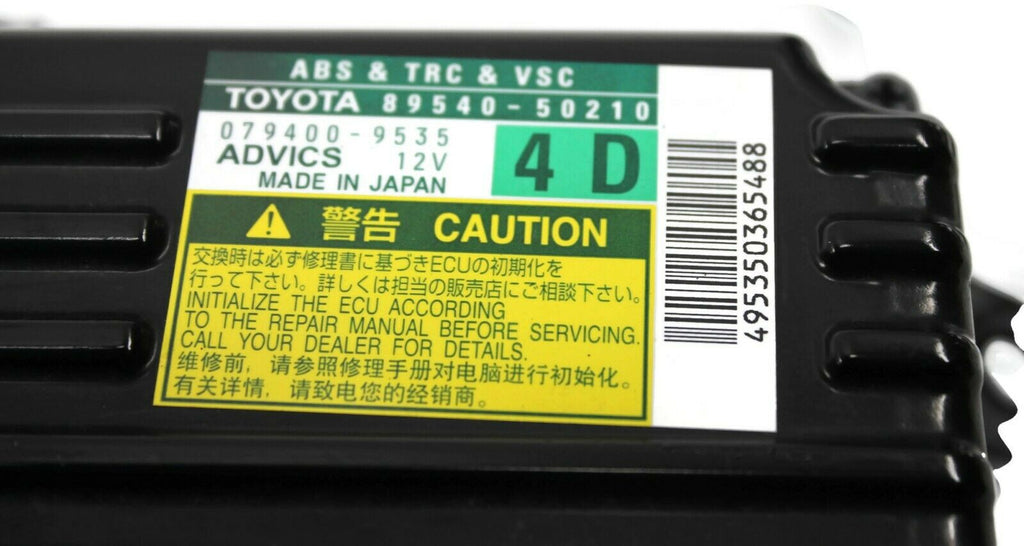 ABS & TRC & VSC
TOYOTA 89540-50210
079400-9535
ADVICS 12V
MADE IN JAPAN
4D
警告 CAUTION
交換時は必ず修理書に基づきECUの初期化を
行って下さい。詳しくは担当の販売店にご相談下さい。
INITIALIZE THE ECU ACCORDING
TO THE REPAIR MANUAL BEFORE SERVICING.
CALL YOUR DEALER FOR DETAILS.
维修前，请参照修理手册对电脑进行初始化。
有关详情，请致电您的经销商。
495350365488